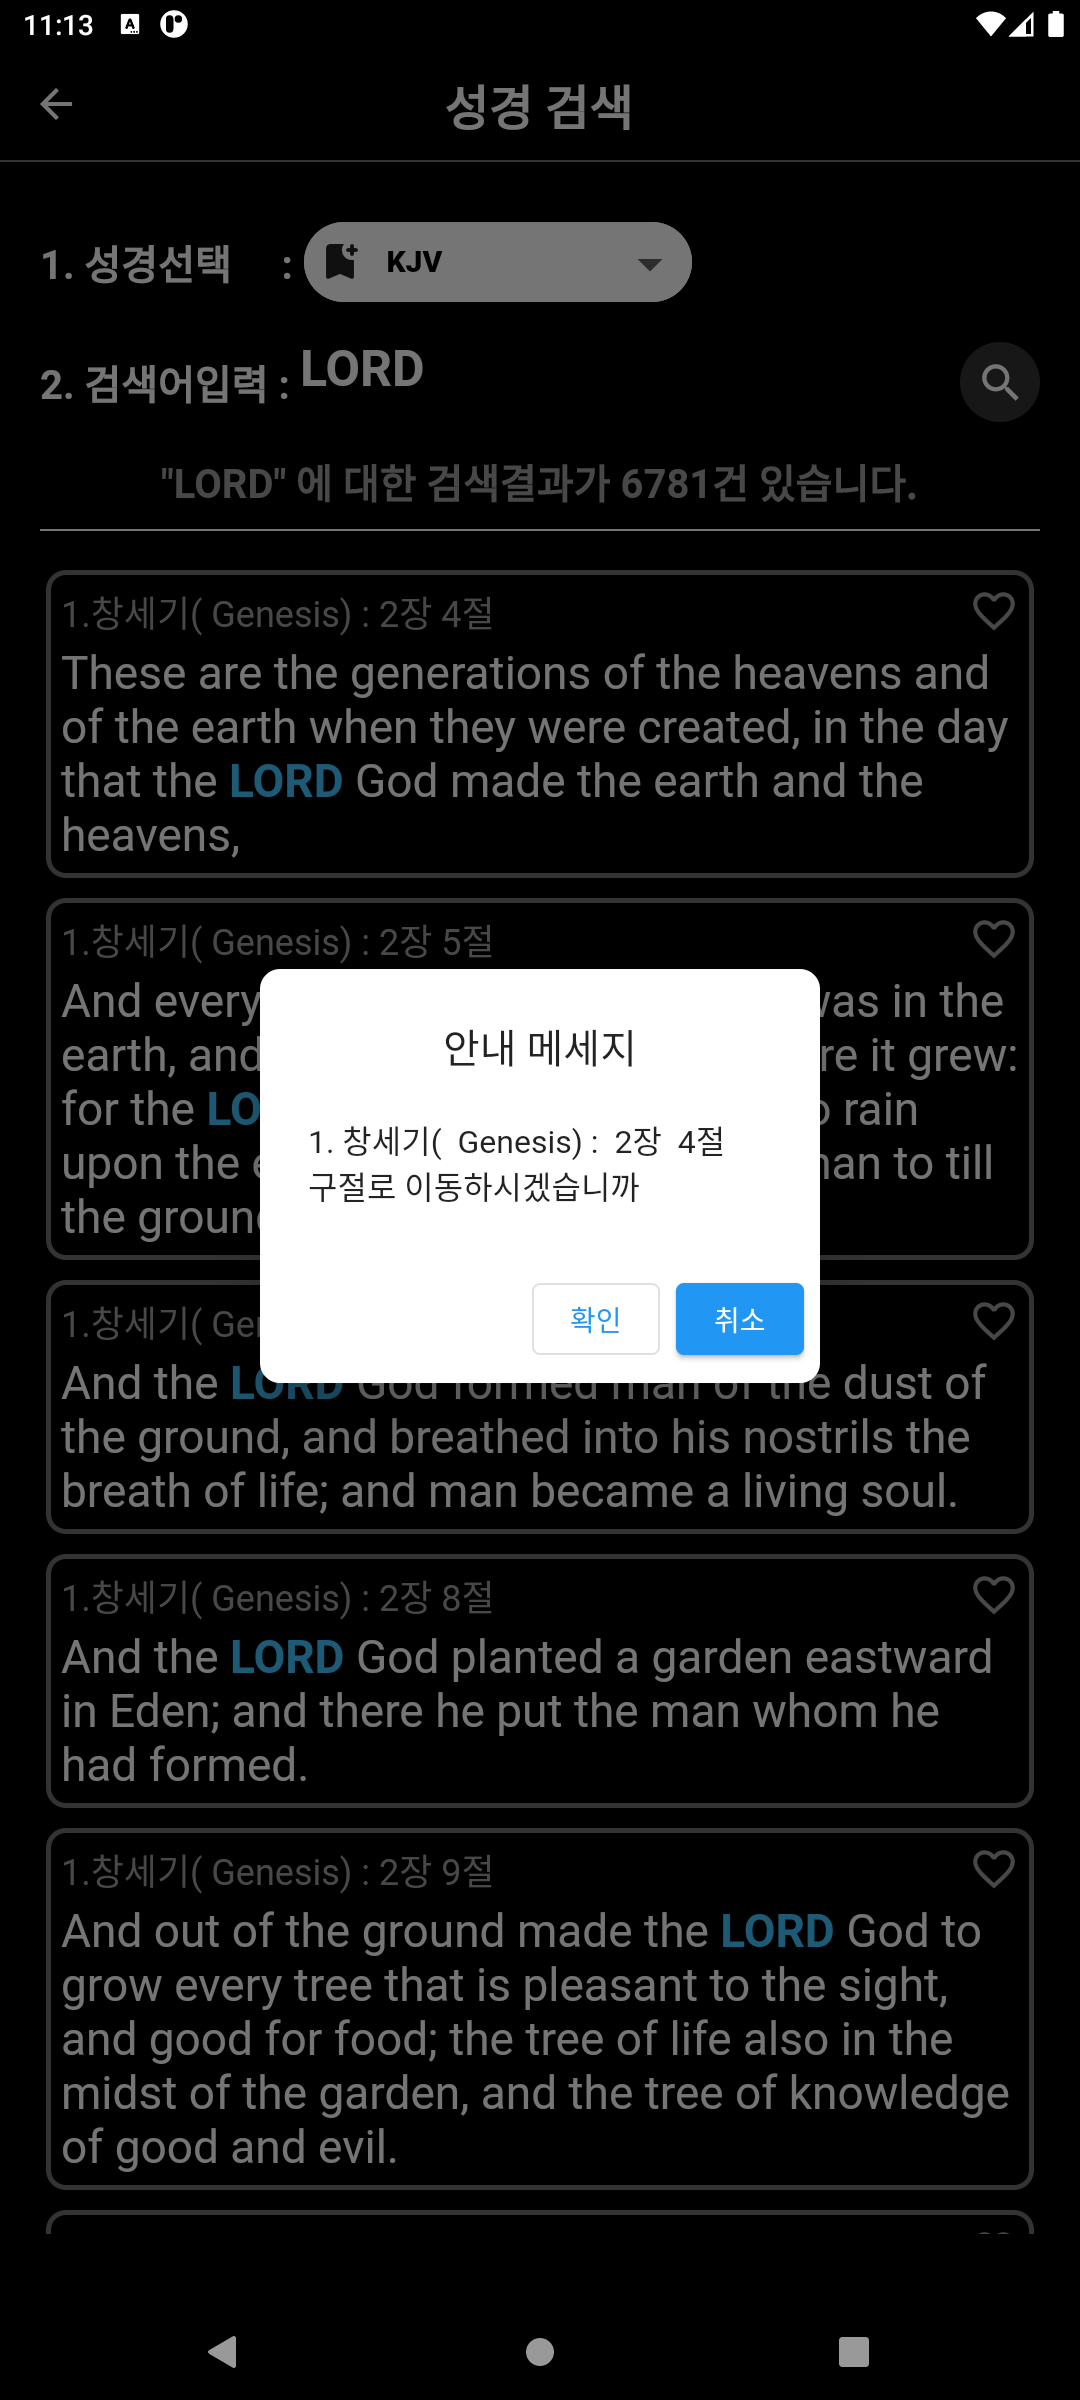 11:13
성경 검색
1. 성경선택 : KJV
2. 검색어입력 : LORD
"LORD" 에 대한 검색결과가 6781건 있습니다.
1.창세기( Genesis) : 2장 4절
These are the generations of the heavens and
of the earth when they were created, in the day
that the LORD God made the earth and the
heavens,
1.창세기( Genesis) : 2장 5절
And every was in the
earth, and it grew:
for the rain
upon the to till
the
안내 메세지
1. 창세기( Genesis) : 2장 4절
구절로 이동하시겠습니까
확인
취소
1.창세기(
And the LORD God formed man of the dust of
the ground, and breathed into his nostrils the
breath of life; and man became a living soul.
1.창세기( Genesis) : 2장 8절
And the LORD God planted a garden eastward
in Eden; and there he put the man whom he
had formed.
1.창세기( Genesis) : 2장 9절
And out of the ground made the LORD God to
grow every tree that is pleasant to the sight,
and good for food; the tree of life also in the
midst of the garden, and the tree of knowledge
of good and evil.